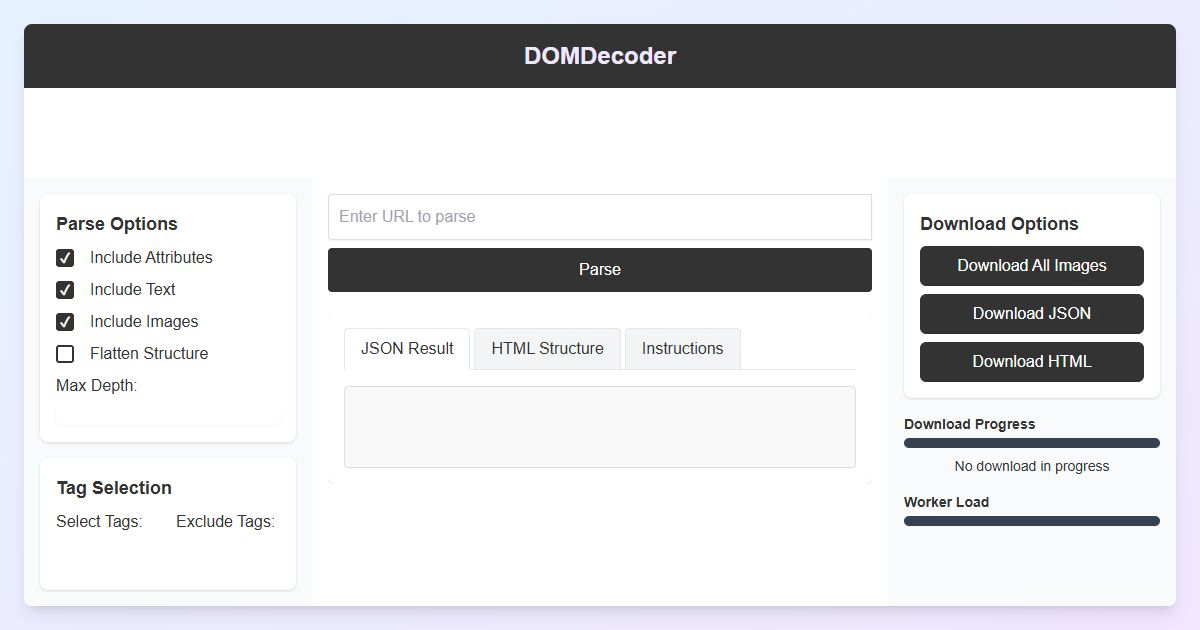 DOMDecoder
Parse Options
Include Attributes
Include Text
Include Images
Flatten Structure
Max Depth:
Tag Selection
Select Tags: Exclude Tags:
Enter URL to parse
Parse
JSON Result HTML Structure Instructions
Download Options
Download All Images
Download JSON
Download HTML
Download Progress
No download in progress
Worker Load